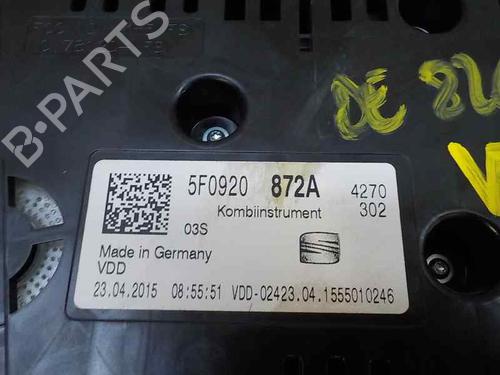 B-PARTS
5F0920 872A 4270
Kombiinstrument 302
03S
Made in Germany
VDD
23.04.2015 08:55:51 VDD-02423.04.1555010246